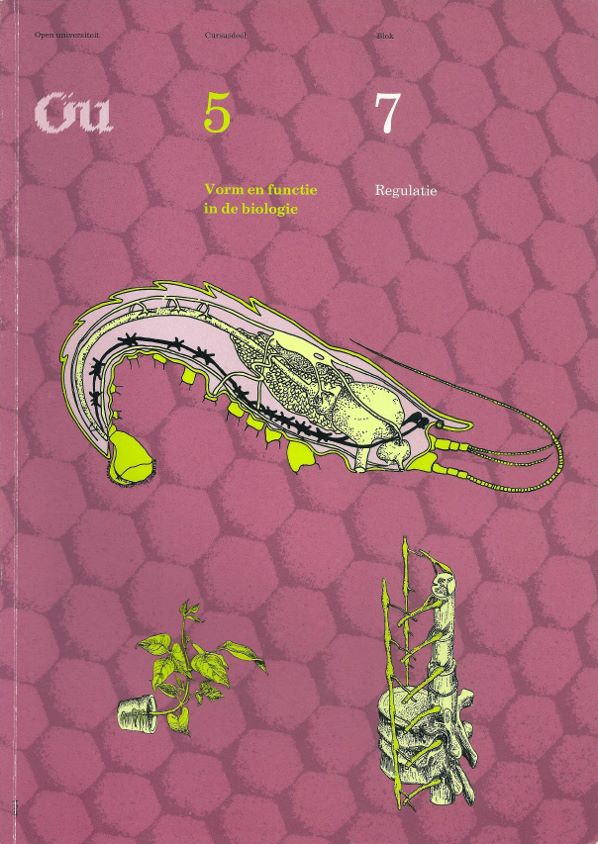 Open universiteit
Cursusdeel
Blok
Ou
5
7
Vorm en functie
in de biologie
Regulatie